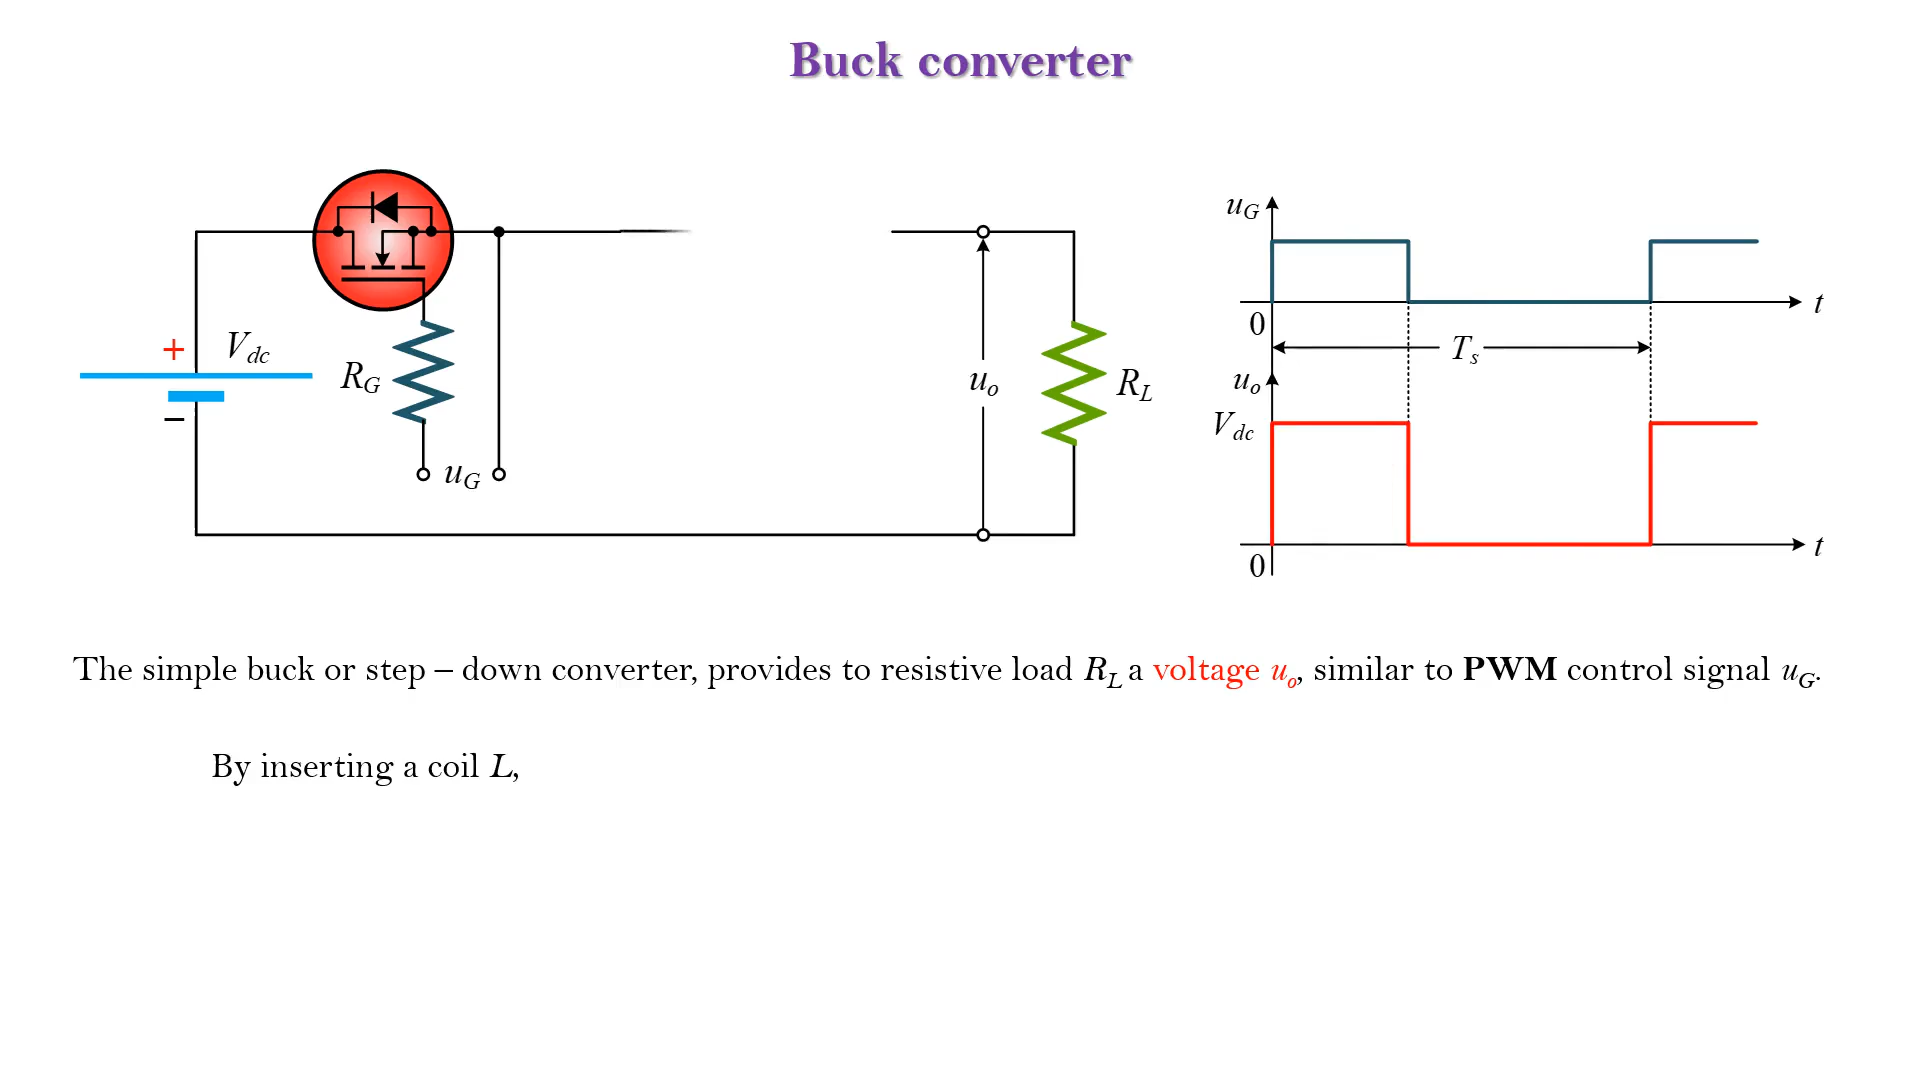 Buck converter
u_G
t
0
+ V_dc
−
R_G
u_G
u_o
R_L
T_s
u_o
V_dc
t
0
The simple buck or step – down converter, provides to resistive load R_L a voltage u_o, similar to PWM control signal u_G.
By inserting a coil L,